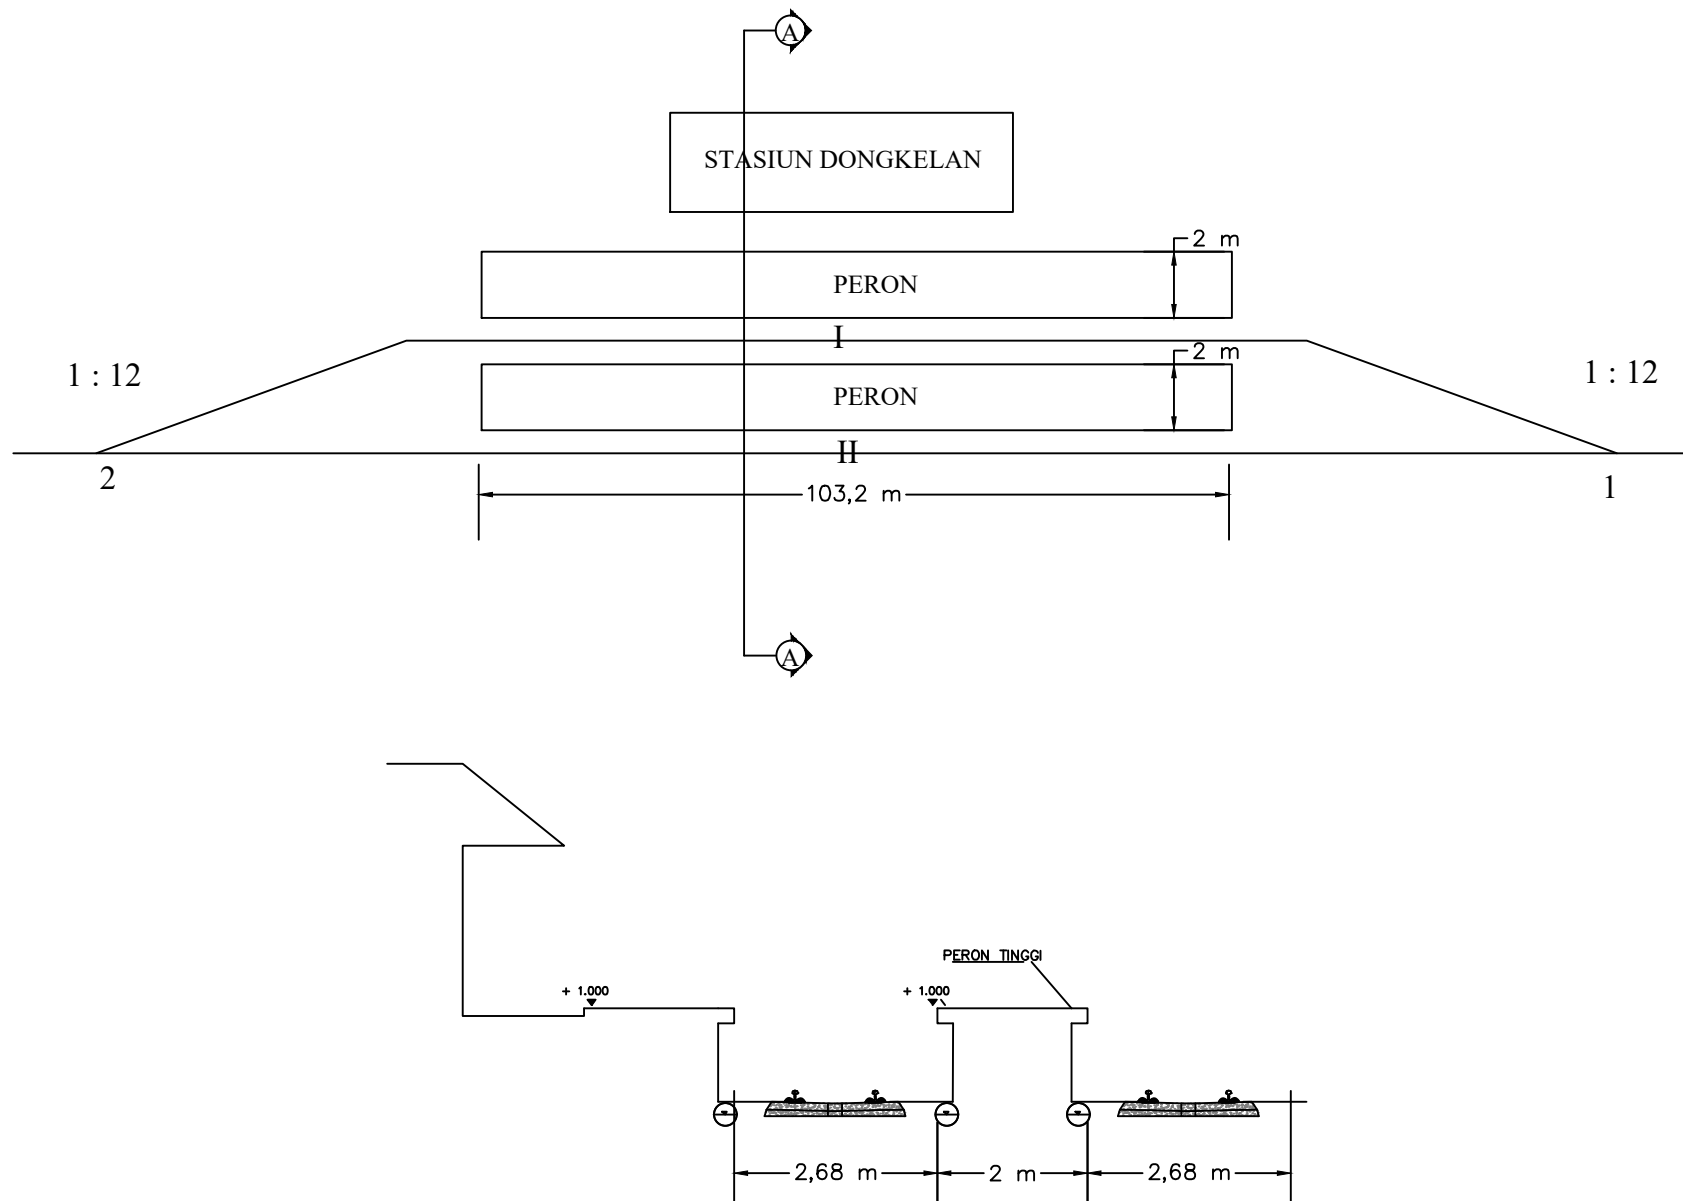 A
STASIUN DONGKELAN
2 m
PERON
I
2 m
1 : 12
1 : 12
PERON
II
2
1
103,2 m
A
PERON TINGGI
+ 1.000
+ 1.000
2,68 m
2 m
2,68 m